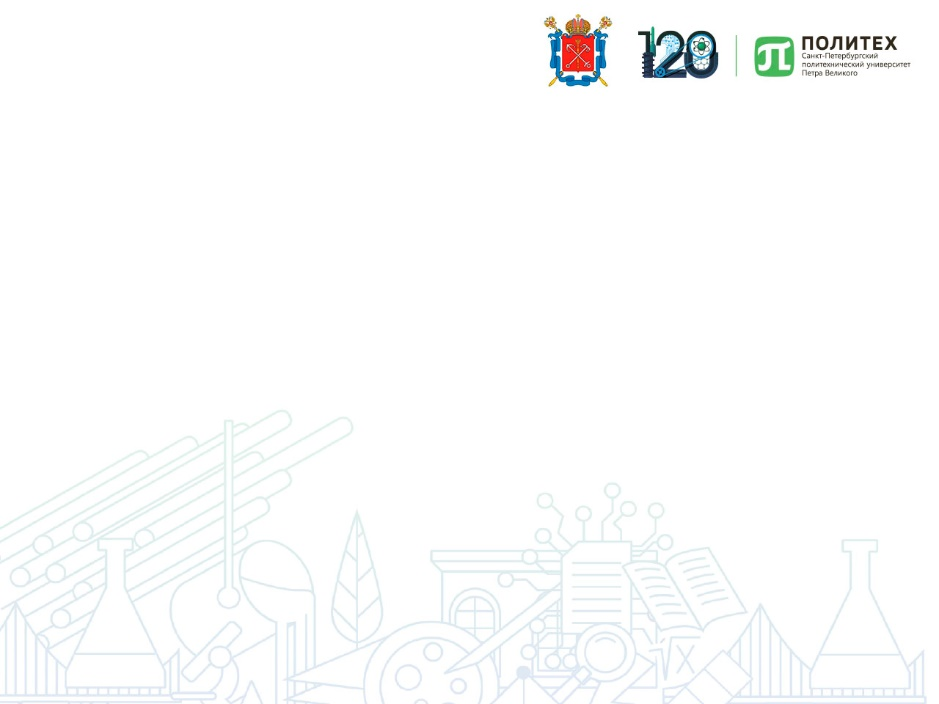 120
ПОЛИТЕХ
Санкт-Петербургский
политехнический университет
Петра Великого